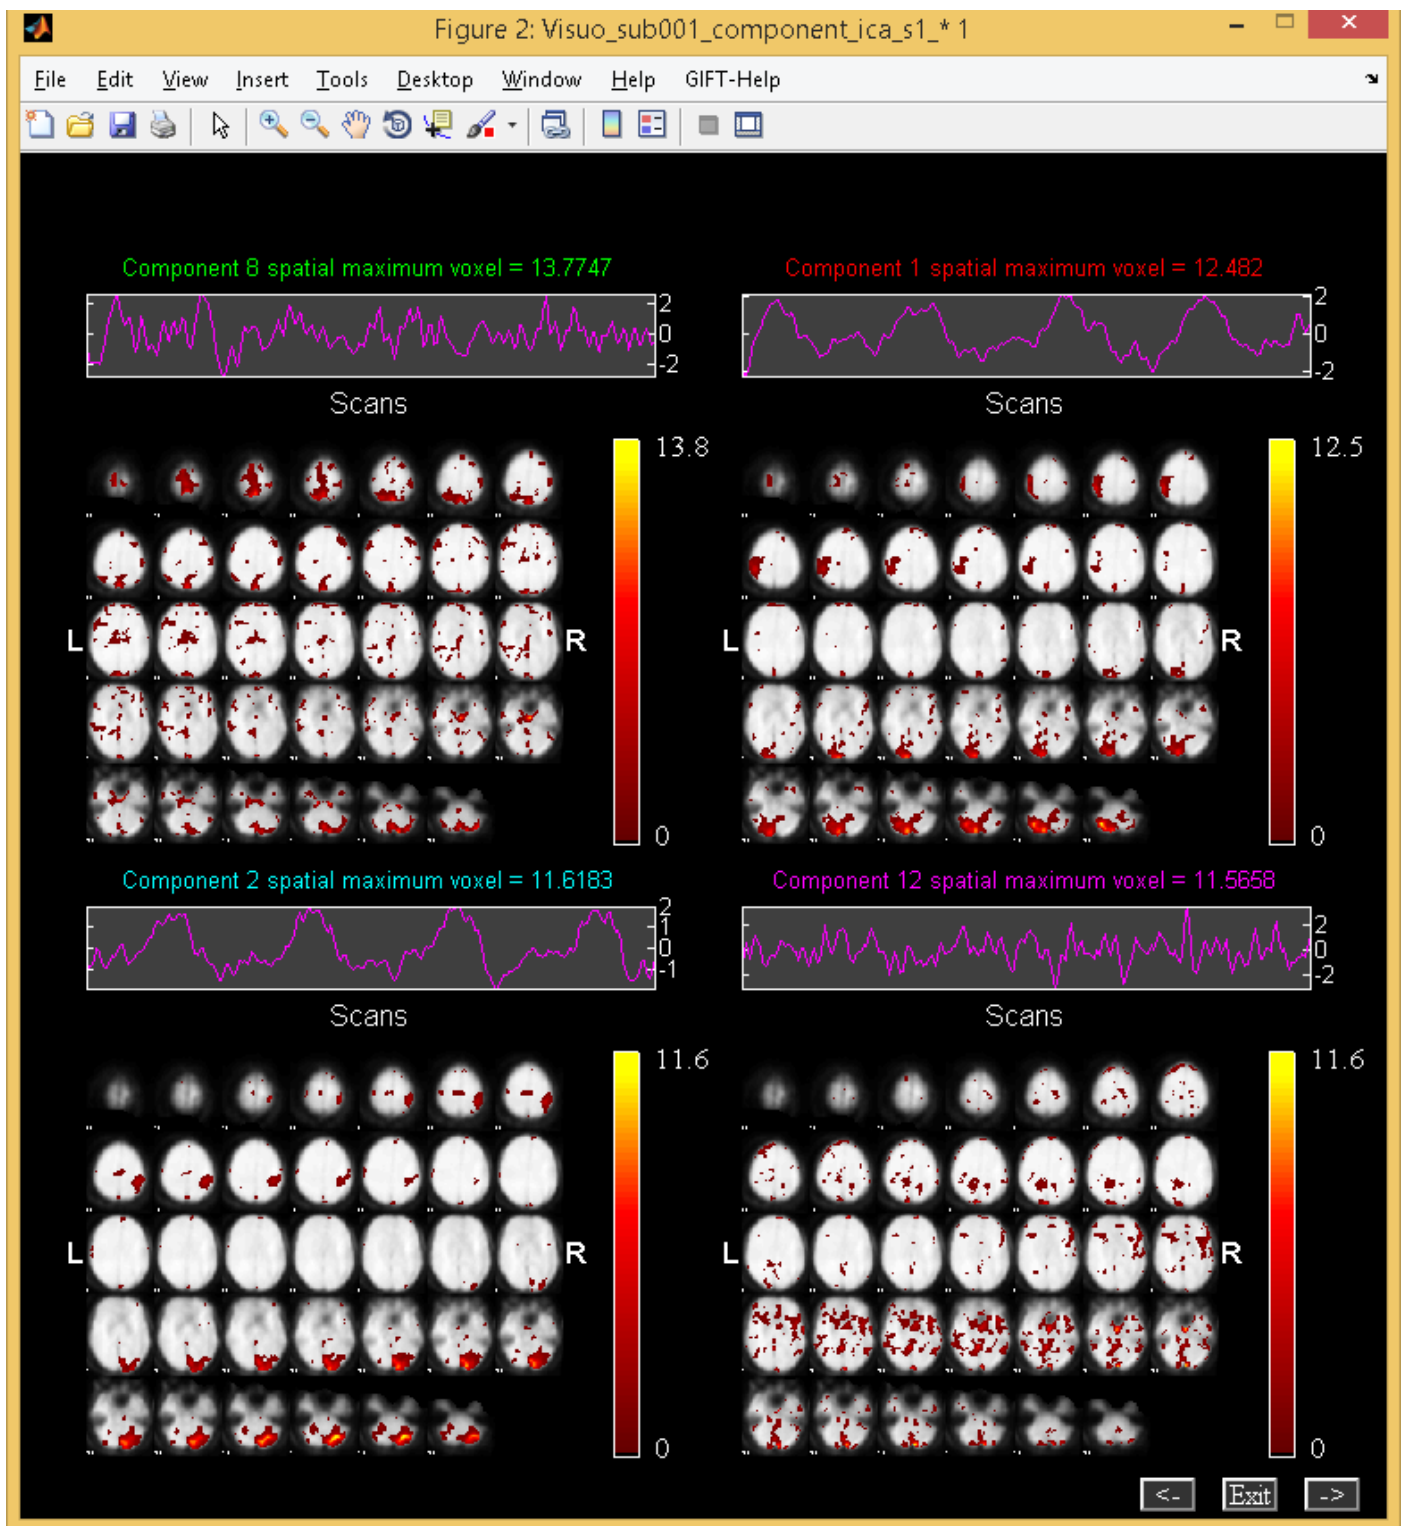 Figure 2: Visuo_sub001_component_ica_s1_* 1
File Edit View Insert Tools Desktop Window Help GIFT-Help
Component 8 spatial maximum voxel = 13.7747
2
0
-2
Scans
13.8
L
R
0
Component 1 spatial maximum voxel = 12.482
2
0
-2
Scans
12.5
L
R
0
Component 2 spatial maximum voxel = 11.6183
2
1
0
-1
Scans
11.6
L
R
0
Component 12 spatial maximum voxel = 11.5658
2
0
-2
Scans
11.6
L
R
0
<- Exit ->